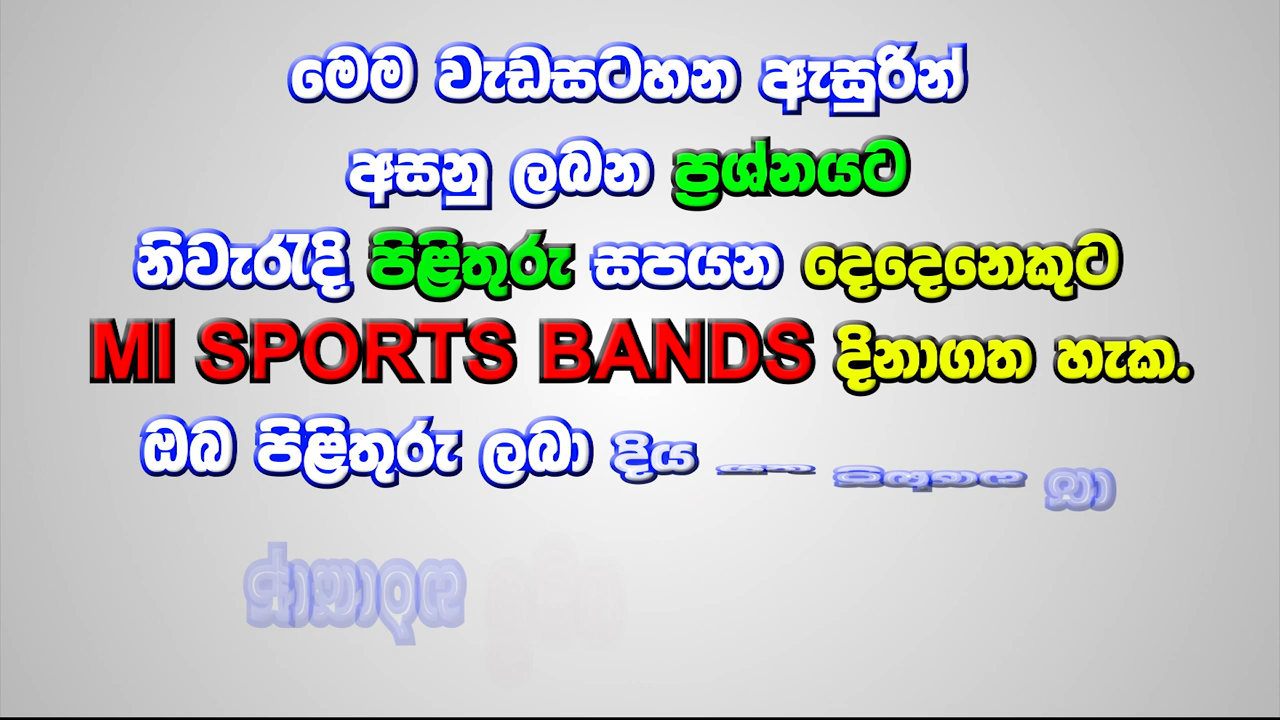 මෙම වැඩසටහන ඇසුරින්
අසනු ලබන ප්‍රශ්නයට
නිවැරැදි පිළිතුරු සපයන දෙදෙනෙකුට
MI SPORTS BANDS දිනාගත හැක.
ඔබ පිළිතුරු ලබා දිය